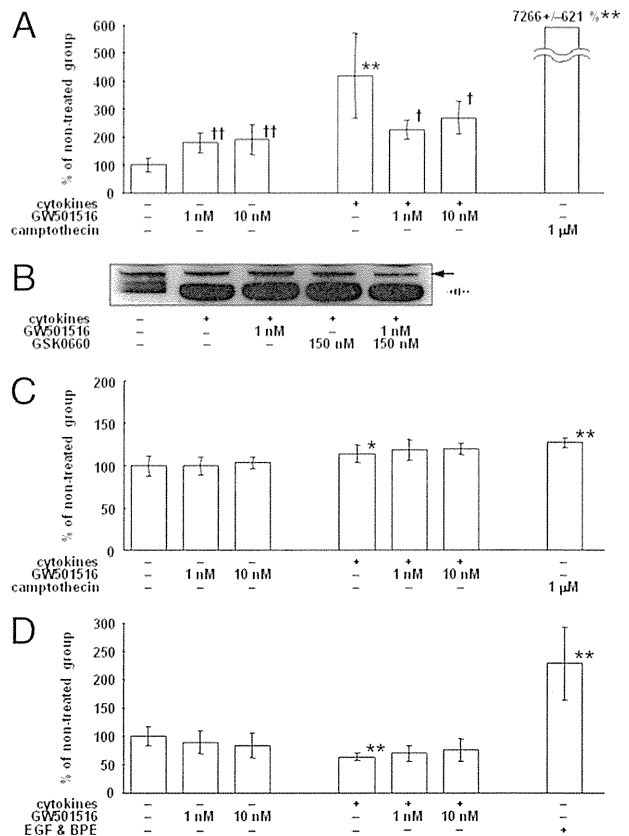 A
7266+/−621 %**
% of non-treated group
600
500
400
300
200
100
0
†† †† ** † †
cytokines − − − + + + −
GW501516 − 1 nM 10 nM − 1 nM 10 nM −
camptothecin − − − − − − 1 μM
B
cytokines − + + + +
GW501516 − − 1 nM − 1 nM
GSK0660 − − − 150 nM 150 nM
C
% of non-treated group
200
150
100
50
0
* **
cytokines − − − + + + −
GW501516 − 1 nM 10 nM − 1 nM 10 nM −
camptothecin − − − − − − 1 μM
D
% of non-treated group
300
250
200
150
100
50
0
** **
cytokines − − − + + + −
GW501516 − 1 nM 10 nM − 1 nM 10 nM −
EGF & BPE − − − − − − +